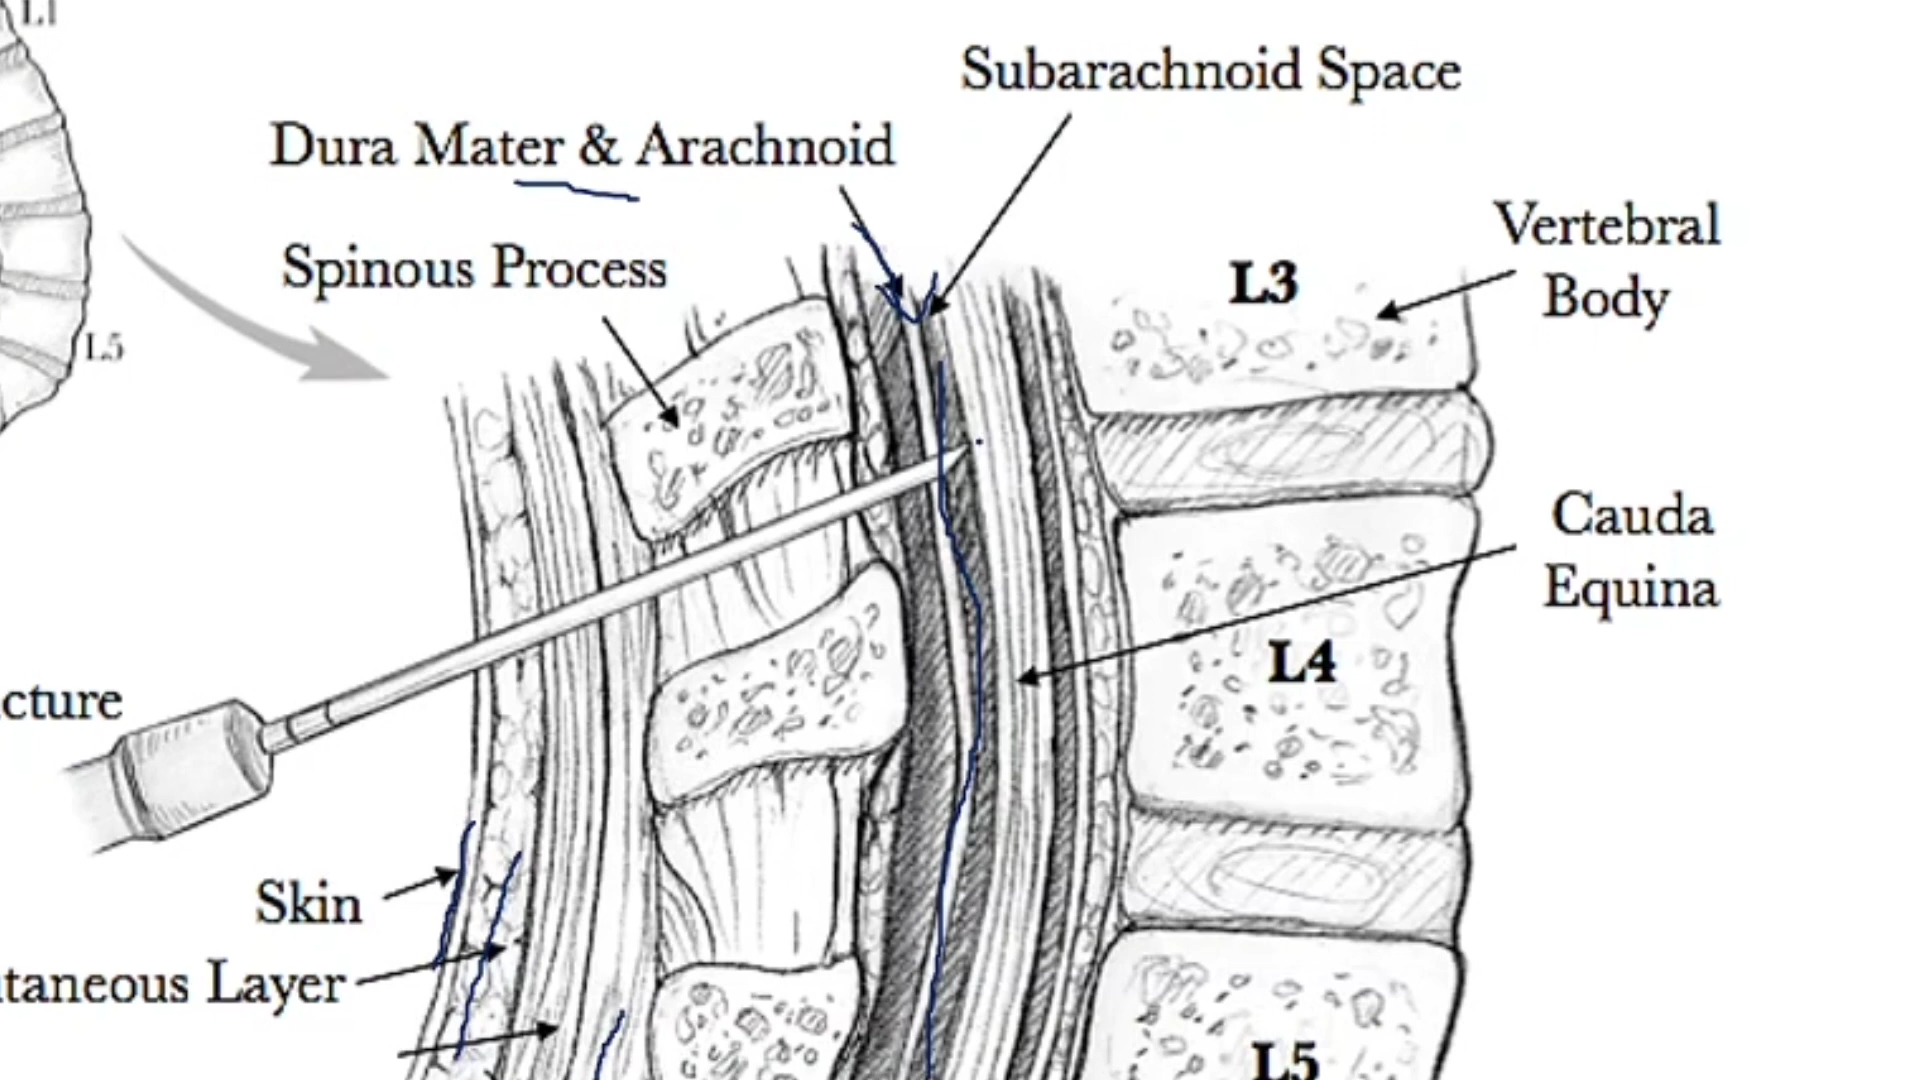 L1
Subarachnoid Space
Dura Mater & Arachnoid
Vertebral
Body
Spinous Process
L3
L5
Cauda
Equina
L4
cture
Skin
taneous Layer
L5